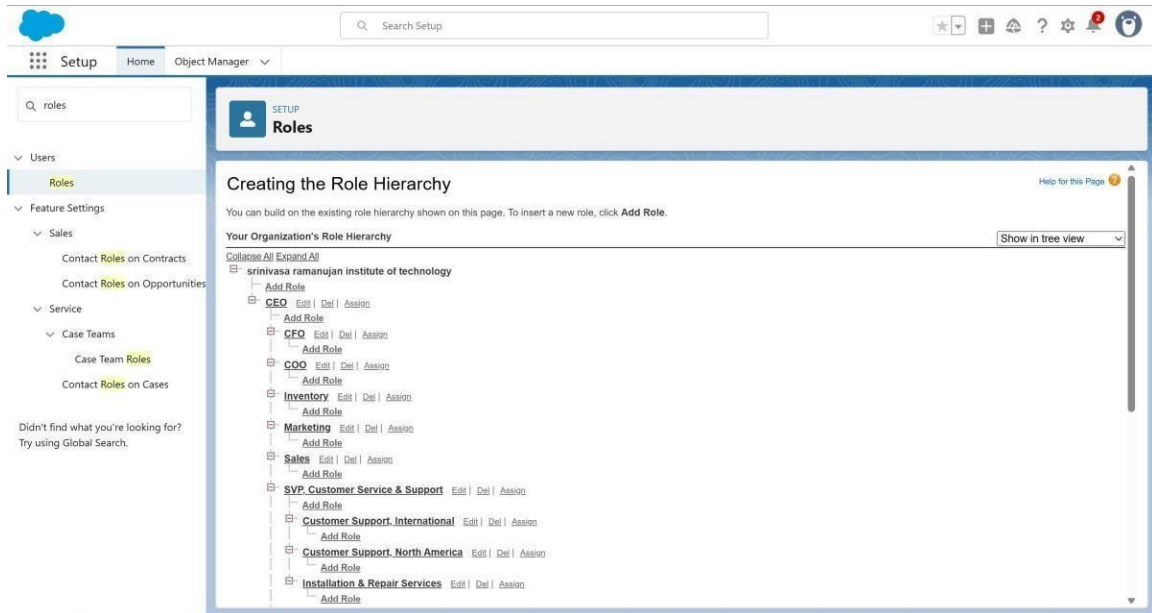 Search Setup
2
Setup Home Object Manager
roles
SETUP
Roles
Users
Roles
Feature Settings
Sales
Contact Roles on Contracts
Contact Roles on Opportunities
Service
Case Teams
Case Team Roles
Contact Roles on Cases
Didn't find what you're looking for?
Try using Global Search.
Creating the Role Hierarchy
Help for this Page
You can build on the existing role hierarchy shown on this page. To insert a new role, click Add Role.
Your Organization's Role Hierarchy
Show in tree view
Collapse All Expand All
srinivasa ramanujan institute of technology
Add Role
CEO Edit | Del | Assign
Add Role
CFO Edit | Del | Assign
Add Role
COO Edit | Del | Assign
Add Role
Inventory Edit | Del | Assign
Add Role
Marketing Edit | Del | Assign
Add Role
Sales Edit | Del | Assign
Add Role
SVP, Customer Service & Support Edit | Del | Assign
Add Role
Customer Support, International Edit | Del | Assign
Add Role
Customer Support, North America Edit | Del | Assign
Add Role
Installation & Repair Services Edit | Del | Assign
Add Role